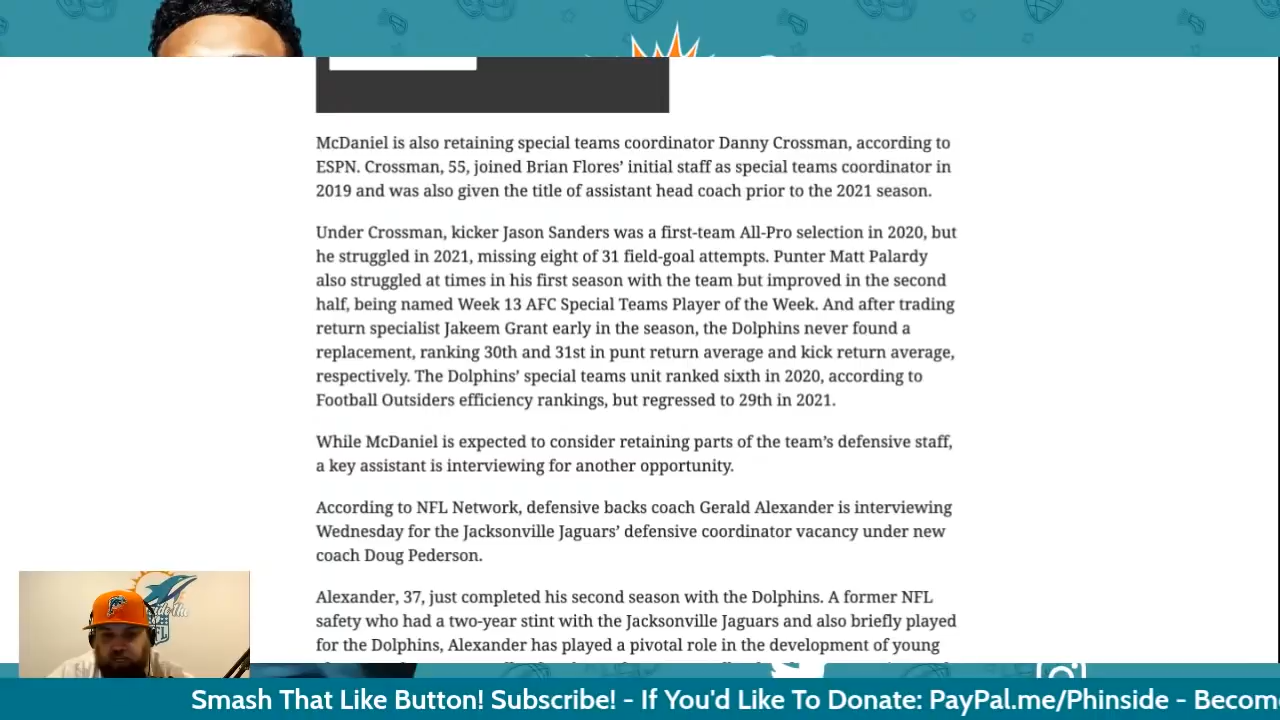 McDaniel is also retaining special teams coordinator Danny Crossman, according to
ESPN. Crossman, 55, joined Brian Flores’ initial staff as special teams coordinator in
2019 and was also given the title of assistant head coach prior to the 2021 season.
Under Crossman, kicker Jason Sanders was a first-team All-Pro selection in 2020, but
he struggled in 2021, missing eight of 31 field-goal attempts. Punter Matt Palardy
also struggled at times in his first season with the team but improved in the second
half, being named Week 13 AFC Special Teams Player of the Week. And after trading
return specialist Jakeem Grant early in the season, the Dolphins never found a
replacement, ranking 30th and 31st in punt return average and kick return average,
respectively. The Dolphins’ special teams unit ranked sixth in 2020, according to
Football Outsiders efficiency rankings, but regressed to 29th in 2021.
While McDaniel is expected to consider retaining parts of the team’s defensive staff,
a key assistant is interviewing for another opportunity.
According to NFL Network, defensive backs coach Gerald Alexander is interviewing
Wednesday for the Jacksonville Jaguars’ defensive coordinator vacancy under new
coach Doug Pederson.
Alexander, 37, just completed his second season with the Dolphins. A former NFL
safety who had a two-year stint with the Jacksonville Jaguars and also briefly played
for the Dolphins, Alexander has played a pivotal role in the development of young
Smash That Like Button! Subscribe! - If You'd Like To Donate: PayPal.me/Phinside - Becom